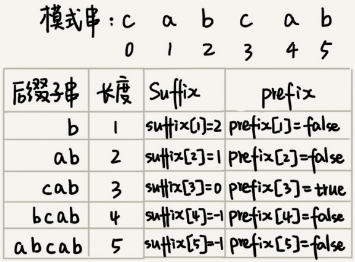 模式串：c a b c a b
0 1 2 3 4 5
后缀子串 长度 Suffix prefix
b 1 suffix[1]=2 prefix[1]=false
ab 2 suffix[2]=1 prefix[2]=false
cab 3 suffix[3]=0 prefix[3]=true
bcab 4 suffix[4]=-1 prefix[4]=false
abcab 5 suffix[5]=-1 prefix[5]=false